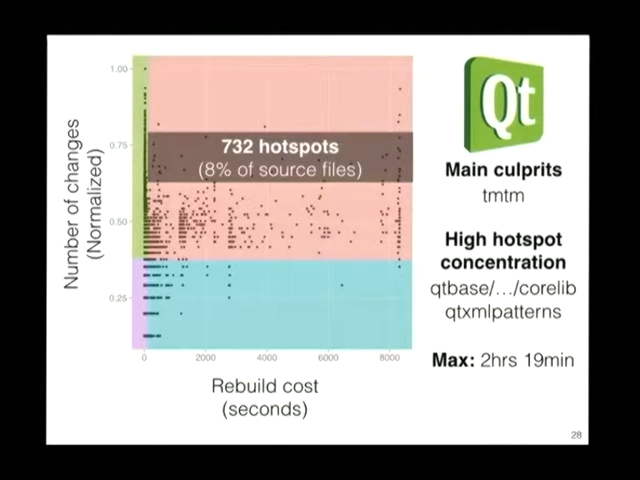 1.00
0.75
0.50
0.25
0
2000
4000
6000
8000
Number of changes
(Normalized)
Rebuild cost
(seconds)
732 hotspots
(8% of source files)
Qt
Main culprits
tmtm
High hotspot
concentration
qtbase/.../corelib
qtxmlpatterns
Max: 2hrs 19min
28